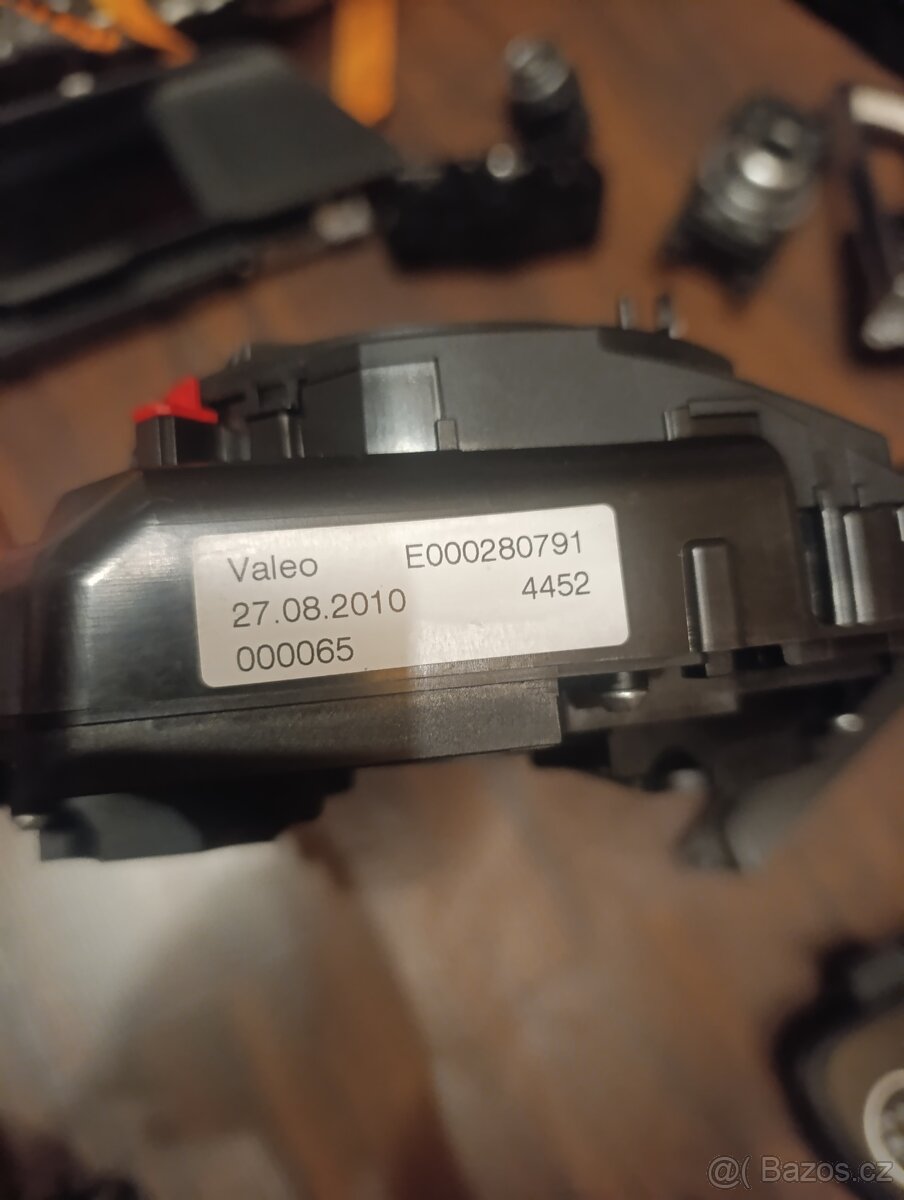 Valeo E000280791
27.08.2010 4452
000065
@( Bazos.cz